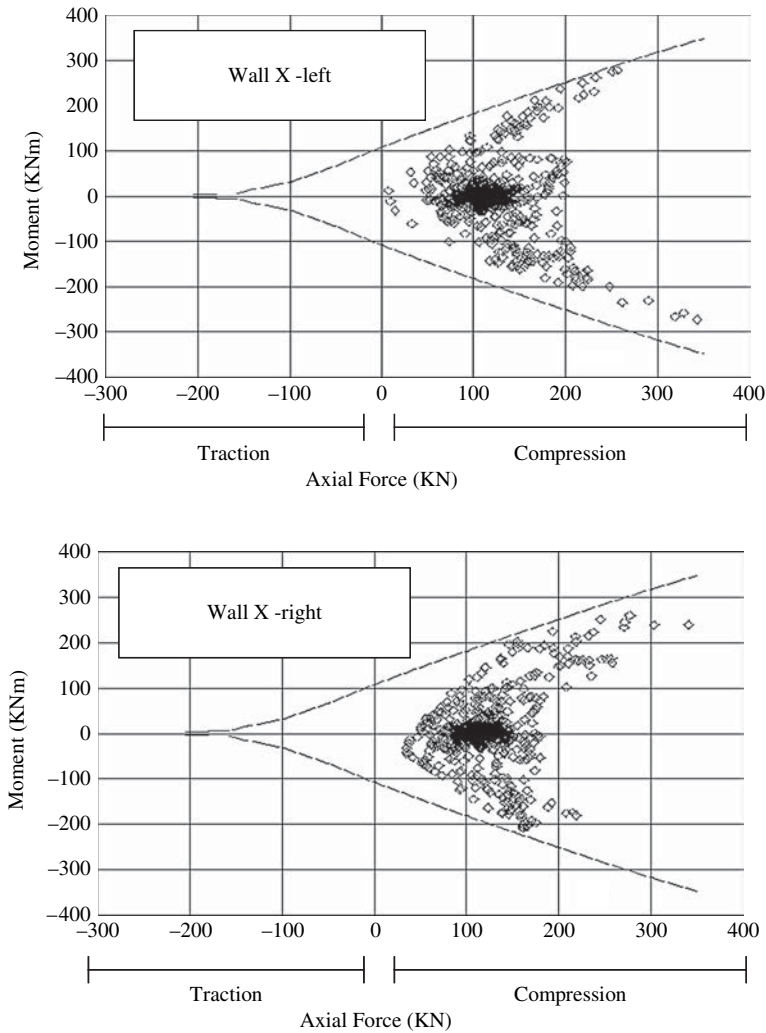 400
300
Wall X -left
200
100
0
−100
−200
−300
−400
Moment (KNm)
−300 −200 −100 0 100 200 300 400
Traction Compression
Axial Force (KN)
400
300
Wall X -right
200
100
0
−100
−200
−300
−400
Moment (KNm)
−300 −200 −100 0 100 200 300 400
Traction Compression
Axial Force (KN)